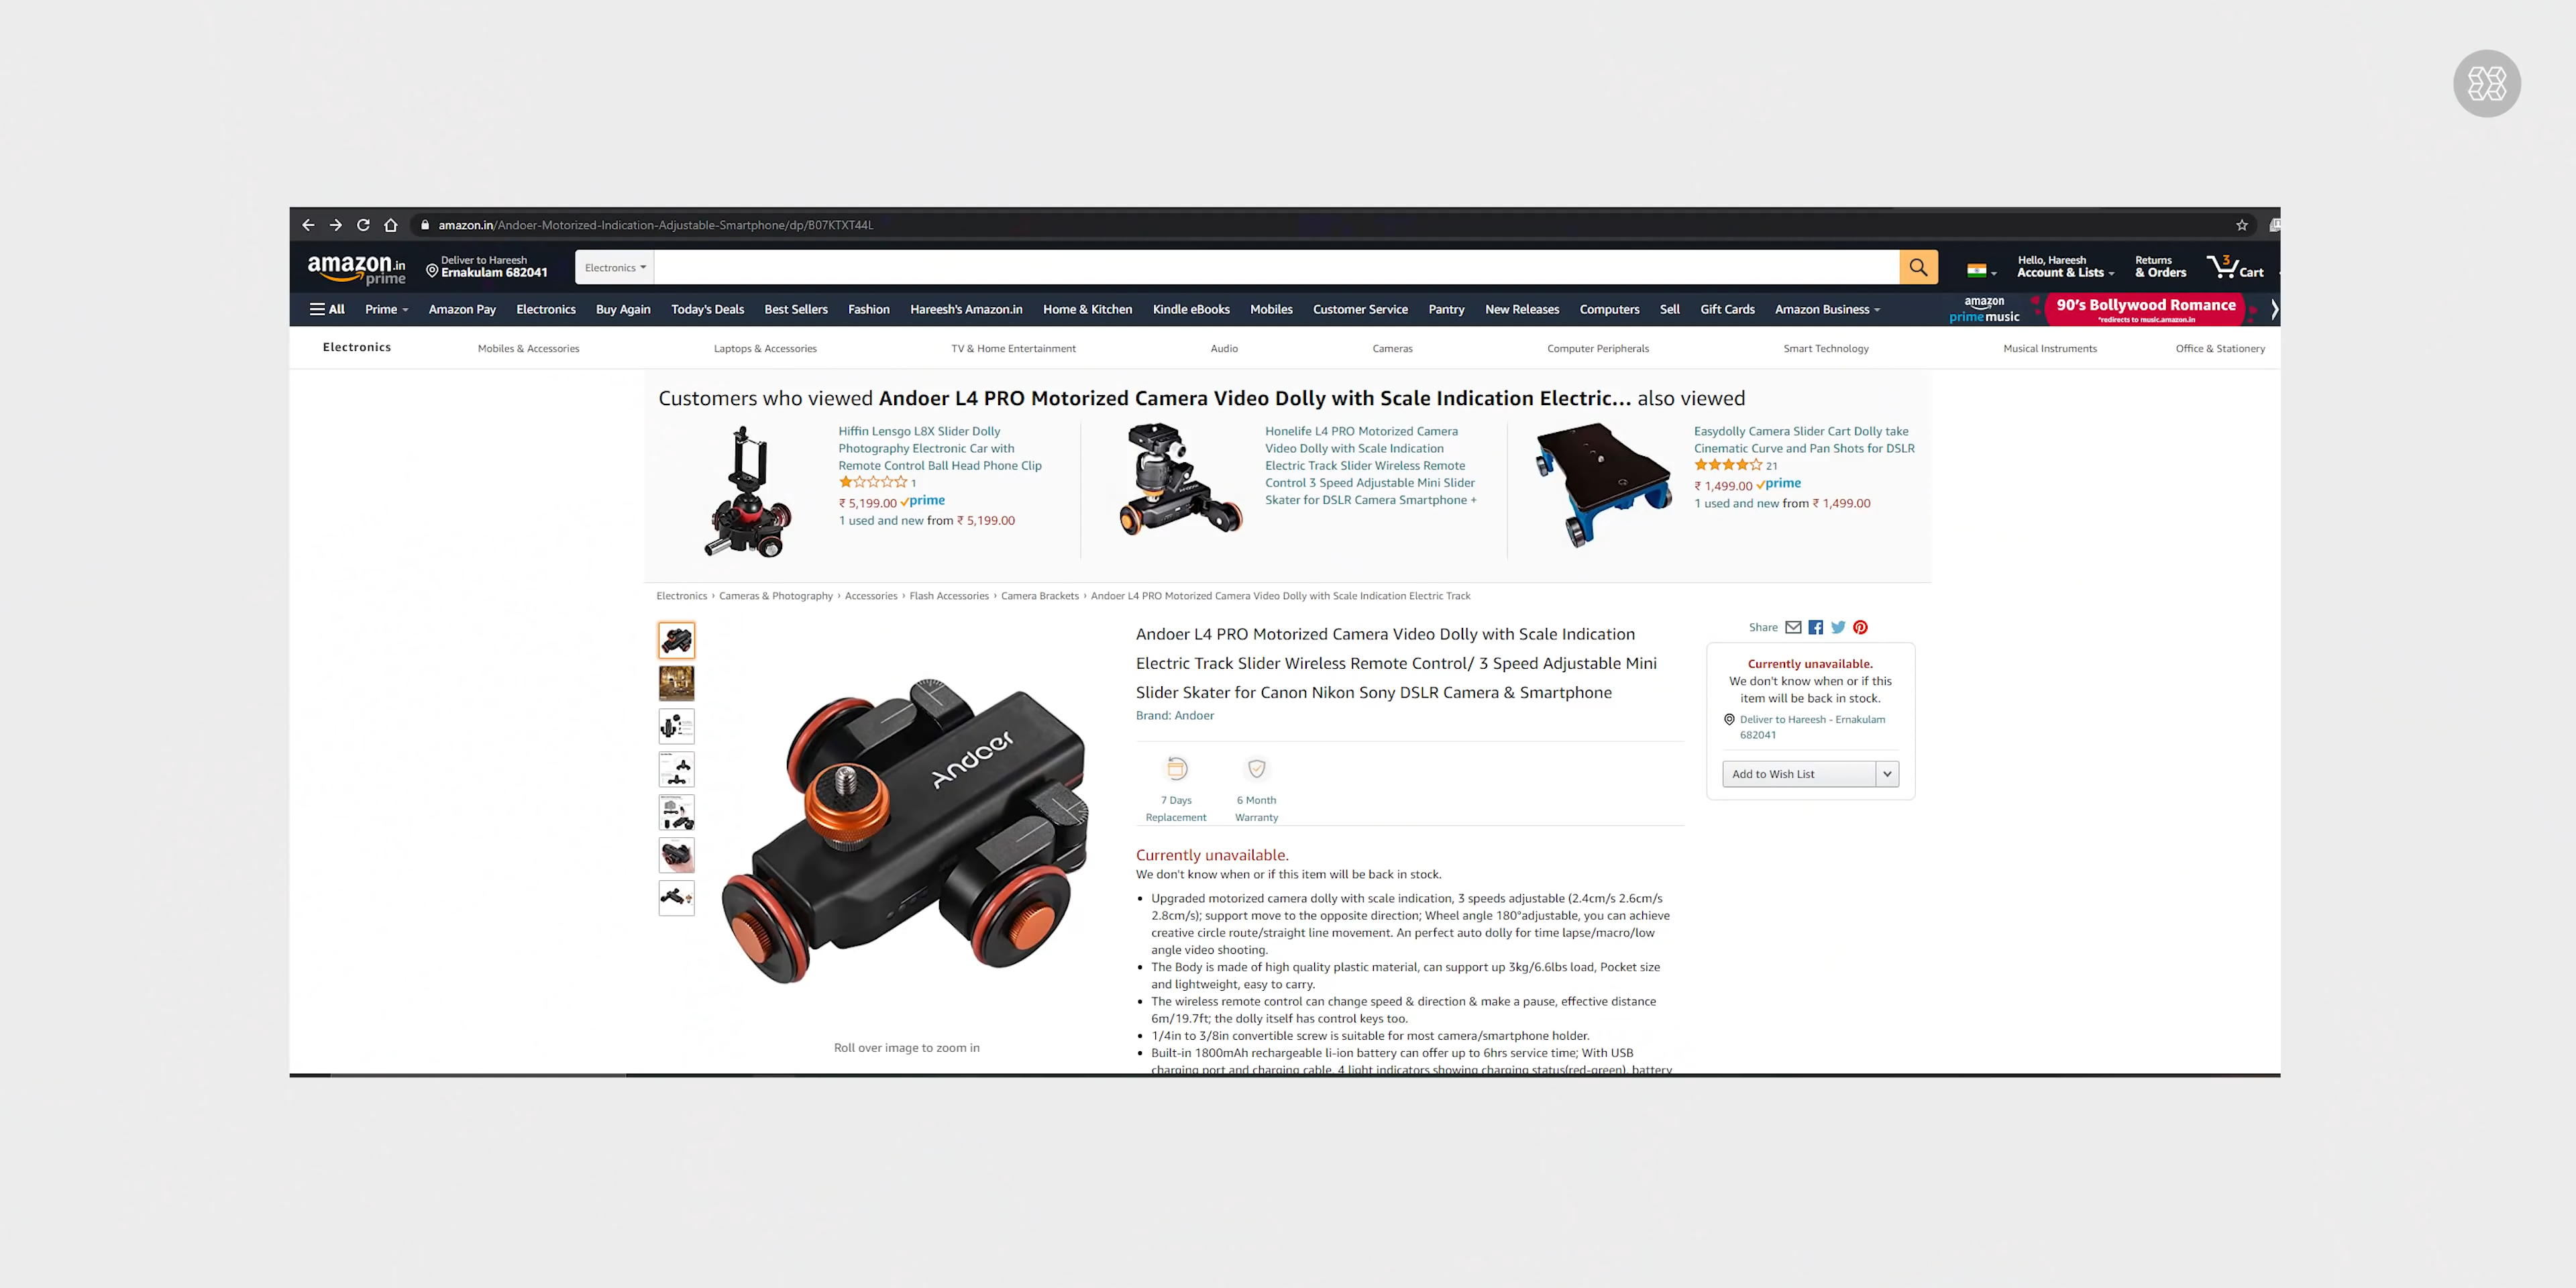 amazon.in/Andoer-Motorized-Indication-Adjustable-Smartphone/dp/B07KTXT44L
amazon.in
prime
Deliver to Hareesh
Ernakulam 682041
Electronics
Hello, Hareesh
Account & Lists
Returns
& Orders
3
Cart
All
Prime
Amazon Pay
Electronics
Buy Again
Today's Deals
Best Sellers
Fashion
Hareesh's Amazon.in
Home & Kitchen
Kindle eBooks
Mobiles
Customer Service
Pantry
New Releases
Computers
Sell
Gift Cards
Amazon Business
amazon
prime music
90's Bollywood Romance
*redirects to music.amazon.in
Electronics
Mobiles & Accessories
Laptops & Accessories
TV & Home Entertainment
Audio
Cameras
Computer Peripherals
Smart Technology
Musical Instruments
Office & Stationery
Customers who viewed Andoer L4 PRO Motorized Camera Video Dolly with Scale Indication Electric... also viewed
Hiffin Lensgo L8X Slider Dolly
Photography Electronic Car with
Remote Control Ball Head Phone Clip
1
₹ 5,199.00 prime
1 used and new from ₹ 5,199.00
Honelife L4 PRO Motorized Camera
Video Dolly with Scale Indication
Electric Track Slider Wireless Remote
Control 3 Speed Adjustable Mini Slider
Skater for DSLR Camera Smartphone +
Easydolly Camera Slider Cart Dolly take
Cinematic Curve and Pan Shots for DSLR
21
₹ 1,499.00 prime
1 used and new from ₹ 1,499.00
Electronics › Cameras & Photography › Accessories › Flash Accessories › Camera Brackets › Andoer L4 PRO Motorized Camera Video Dolly with Scale Indication Electric Track
Andoer
Roll over image to zoom in
Andoer L4 PRO Motorized Camera Video Dolly with Scale Indication
Electric Track Slider Wireless Remote Control/ 3 Speed Adjustable Mini
Slider Skater for Canon Nikon Sony DSLR Camera & Smartphone
Brand: Andoer
7 Days
Replacement
6 Month
Warranty
Currently unavailable.
We don't know when or if this item will be back in stock.
• Upgraded motorized camera dolly with scale indication, 3 speeds adjustable (2.4cm/s 2.6cm/s
2.8cm/s); support move to the opposite direction; Wheel angle 180°adjustable, you can achieve
creative circle route/straight line movement. An perfect auto dolly for time lapse/macro/low
angle video shooting.
• The Body is made of high quality plastic material, can support up 3kg/6.6lbs load, Pocket size
and lightweight, easy to carry.
• The wireless remote control can change speed & direction & make a pause, effective distance
6m/19.7ft; the dolly itself has control keys too.
• 1/4in to 3/8in convertible screw is suitable for most camera/smartphone holder.
• Built-in 1800mAh rechargeable li-ion battery can offer up to 6hrs service time; With USB
charging port and charging cable, 4 light indicators showing charging status(red-green), battery
Share
Currently unavailable.
We don't know when or if this
item will be back in stock.
Deliver to Hareesh - Ernakulam
682041
Add to Wish List